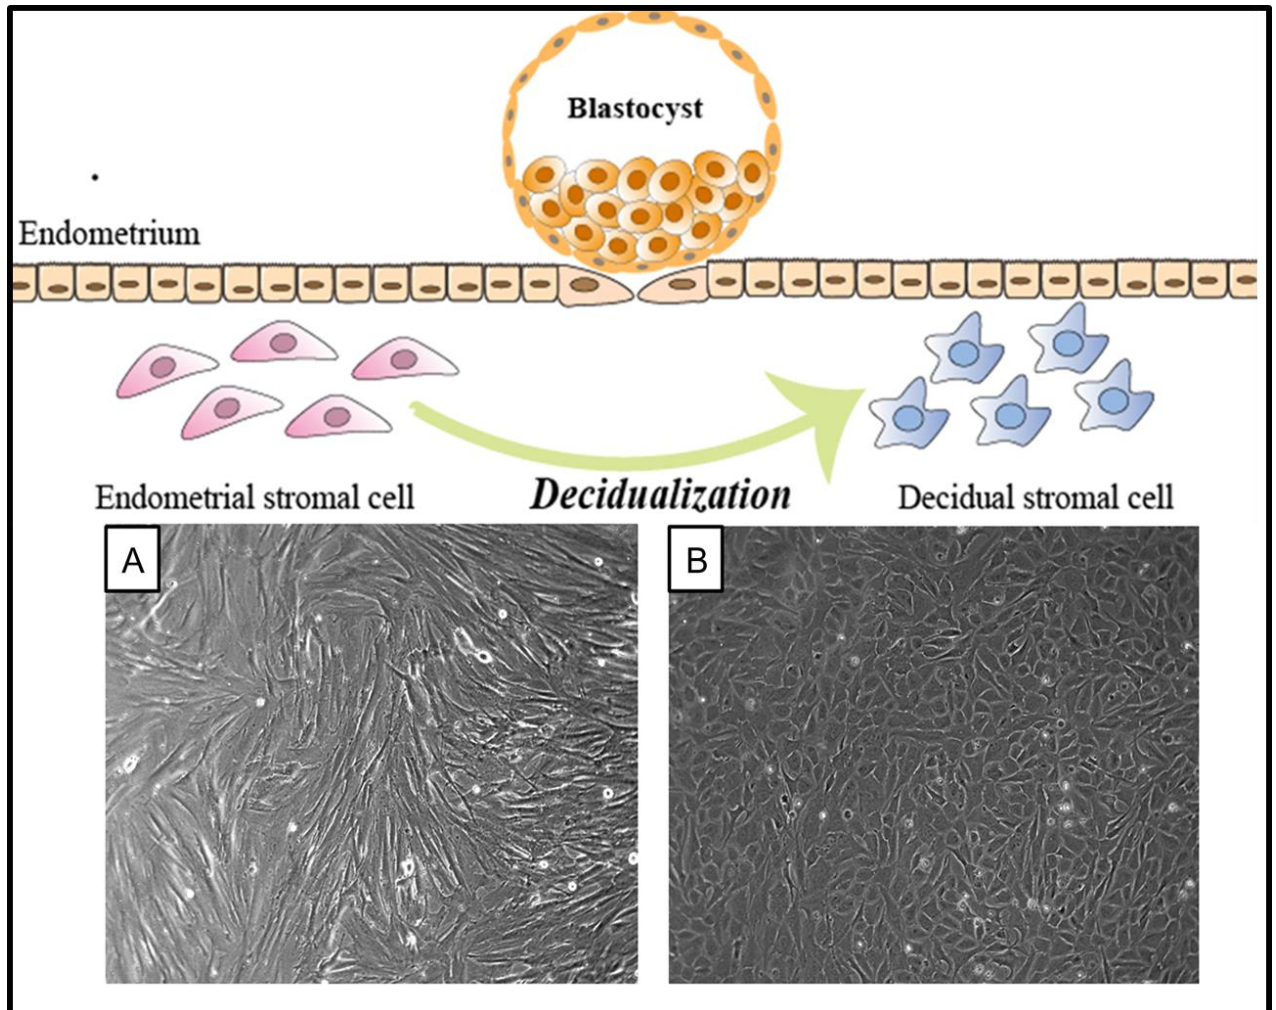 Blastocyst
Endometrium
Endometrial stromal cell
Decidualization
Decidual stromal cell
A
B